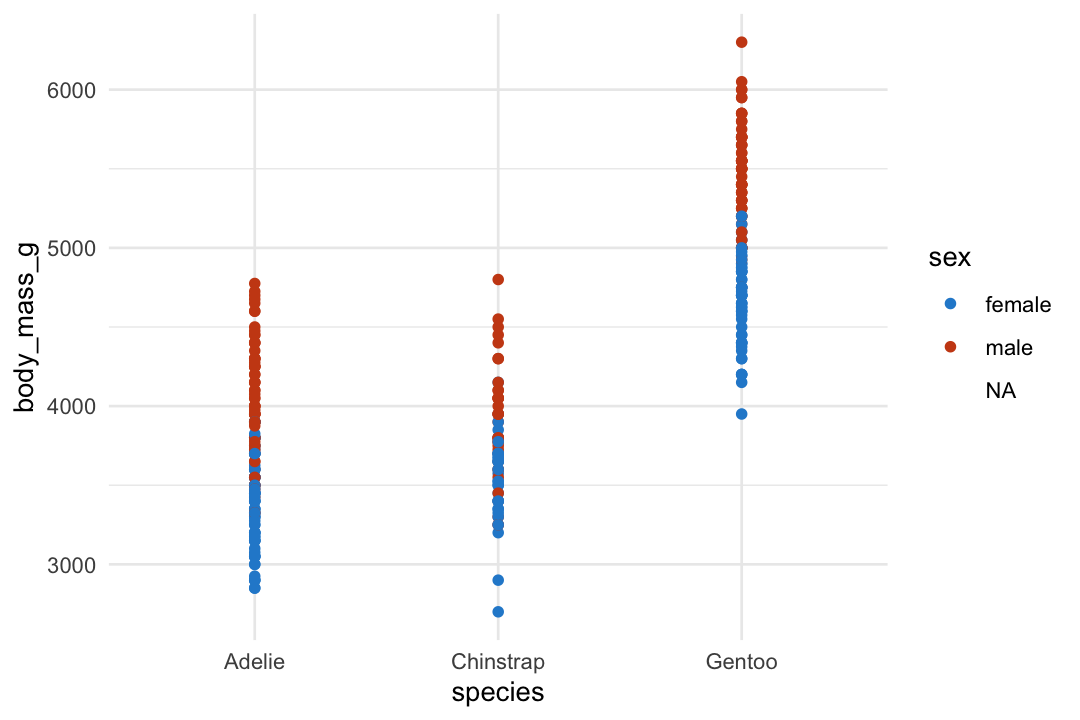 6000
5000
4000
3000
body_mass_g
Adelie
Chinstrap
Gentoo
species
sex
female
male
NA